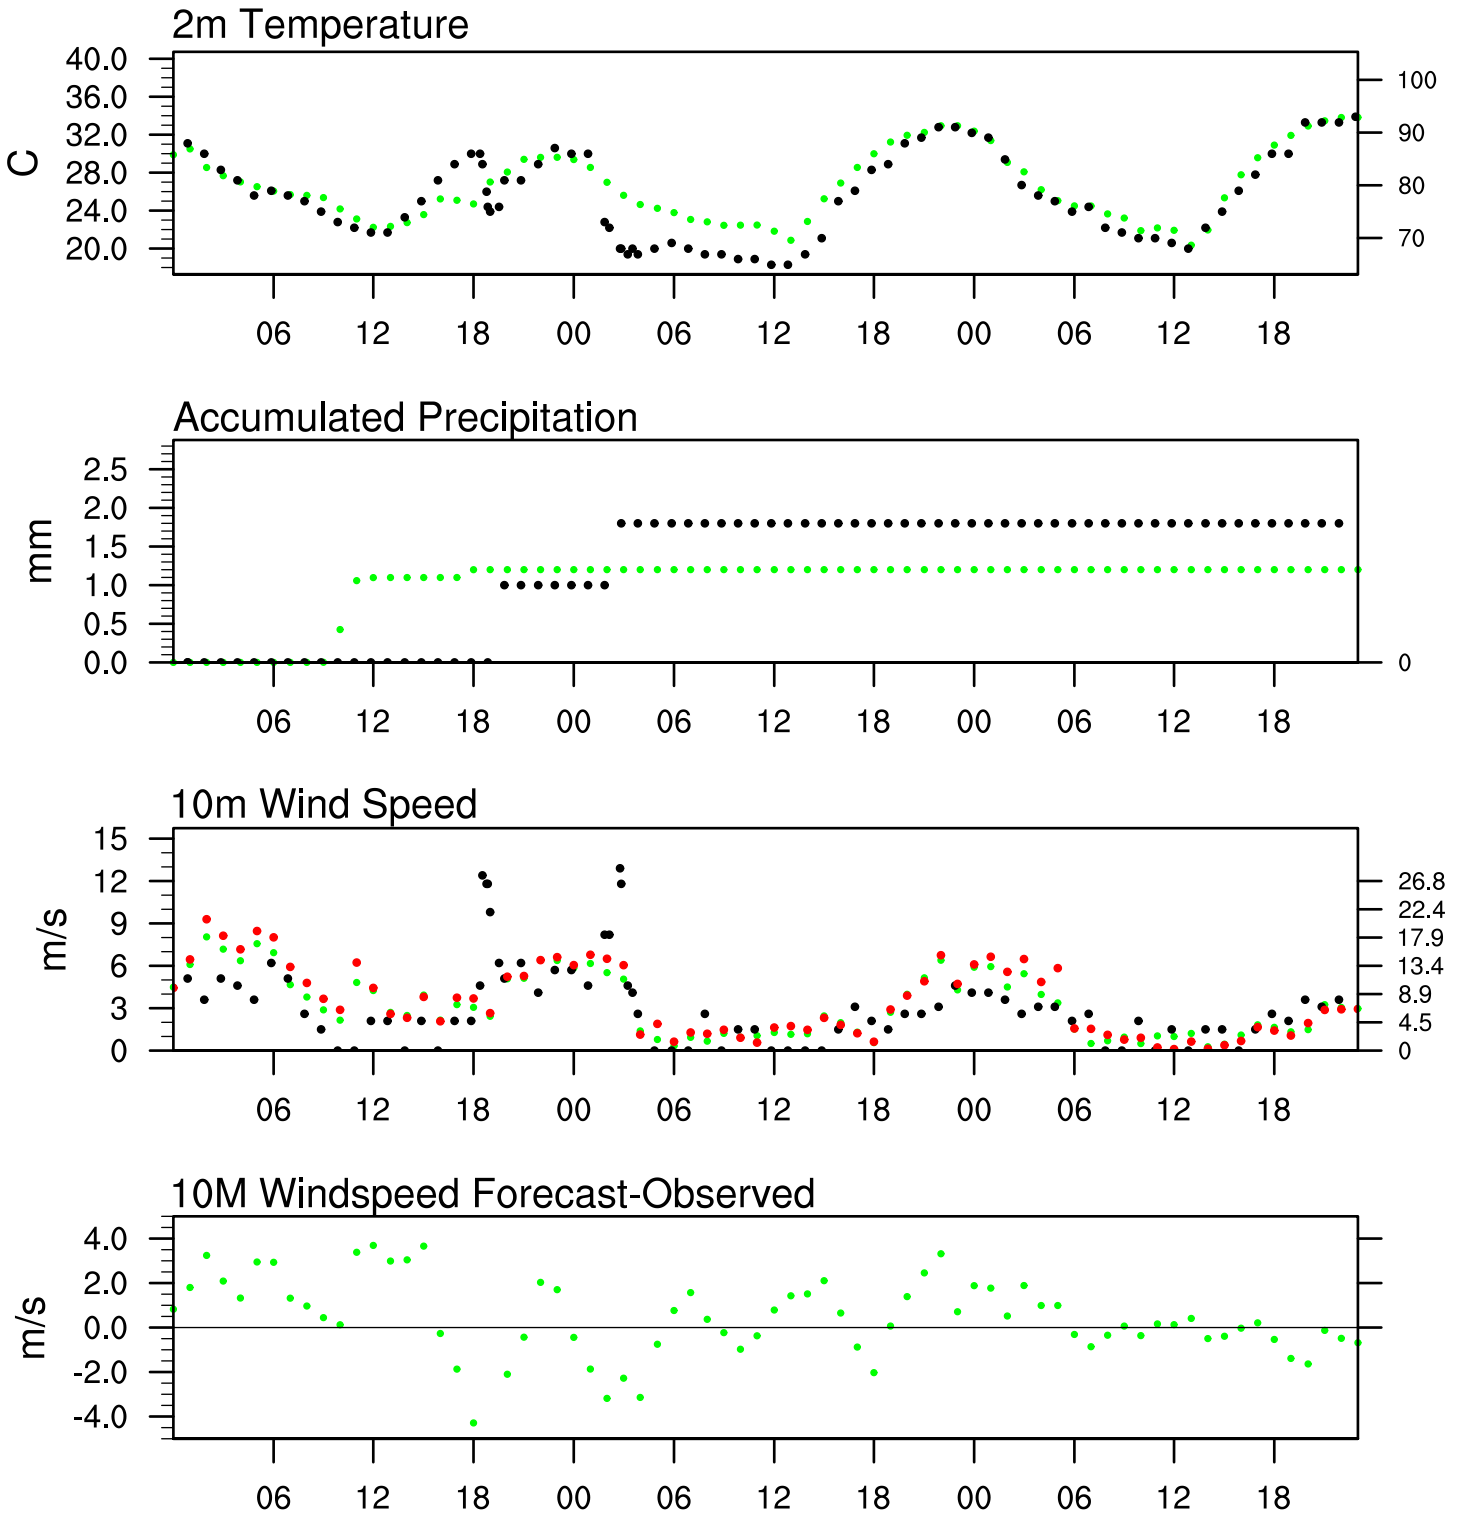 2m Temperature
40.0
36.0
32.0
28.0
24.0
20.0
C
100
90
80
70
06 12 18 00 06 12 18 00 06 12 18
Accumulated Precipitation
2.5
2.0
1.5
1.0
0.5
0.0
mm
0
06 12 18 00 06 12 18 00 06 12 18
10m Wind Speed
15
12
9
6
3
0
m/s
26.8
22.4
17.9
13.4
8.9
4.5
0
06 12 18 00 06 12 18 00 06 12 18
10M Windspeed Forecast-Observed
4.0
2.0
0.0
-2.0
-4.0
m/s
06 12 18 00 06 12 18 00 06 12 18